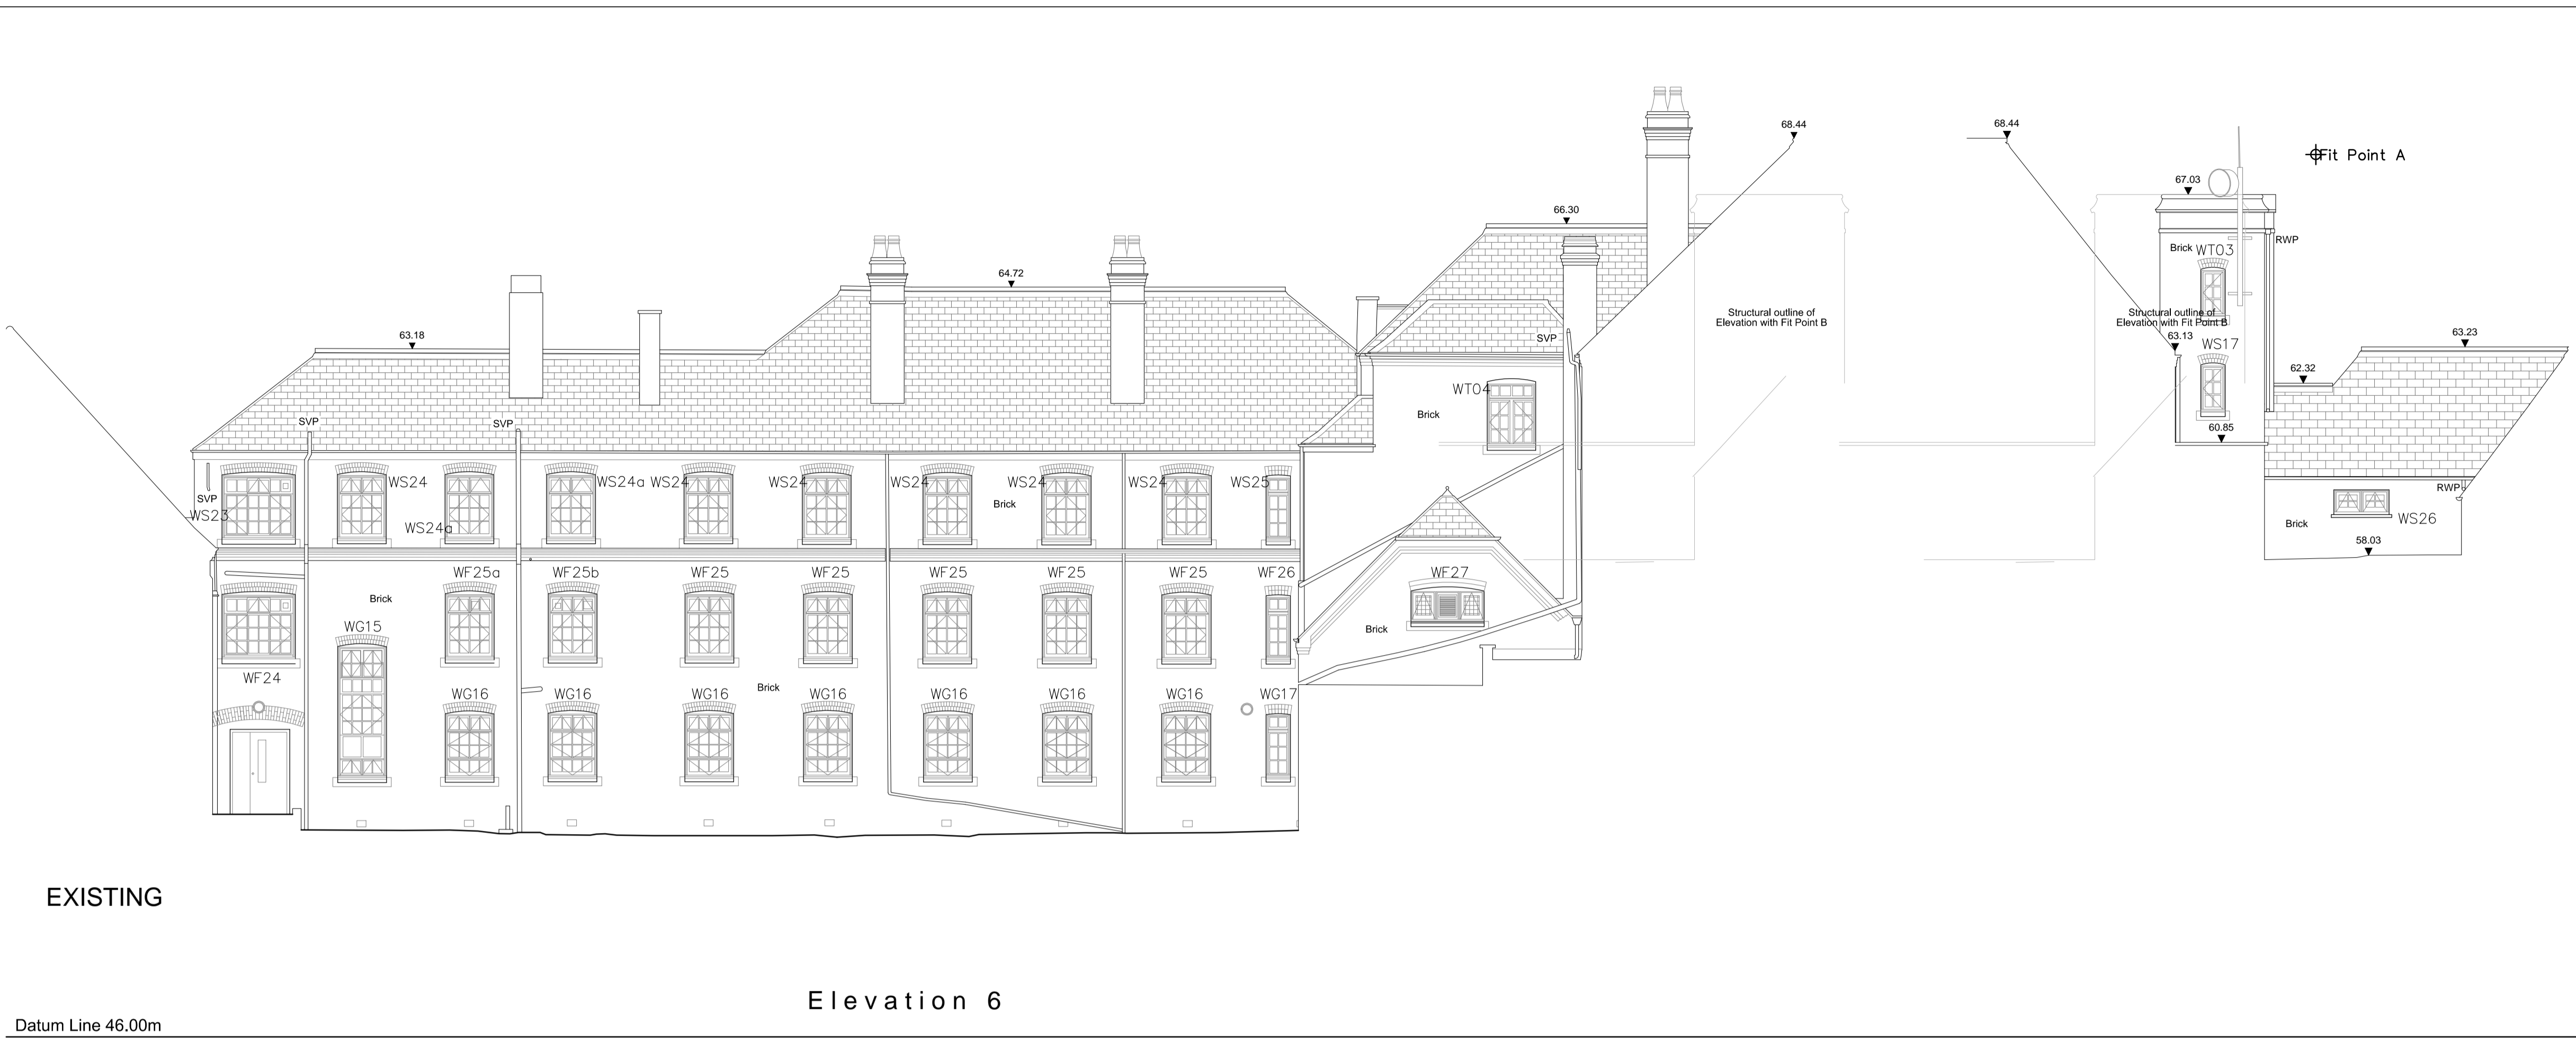 68.44
68.44
Fit Point A
67.03
66.30
Brick
WT03
RWP
64.72
Structural outline of
Elevation with Fit Point B
Structural outline of
Elevation with Fit Point B
63.18
SVP
63.13
WS17
63.23
62.32
WT04
Brick
SVP
SVP
60.85
WS24
WS24a
WS24
WS24
WS24
WS24
WS24
WS25
SVP
Brick
RWP
WS23
WS24a
Brick
WS26
58.03
WF25a
WF25b
WF25
WF25
WF25
WF25
WF25
WF26
WF27
Brick
WG15
Brick
WF24
WG16
WG16
WG16
Brick
WG16
WG16
WG16
WG16
WG17
EXISTING
Elevation 6
Datum Line 46.00m